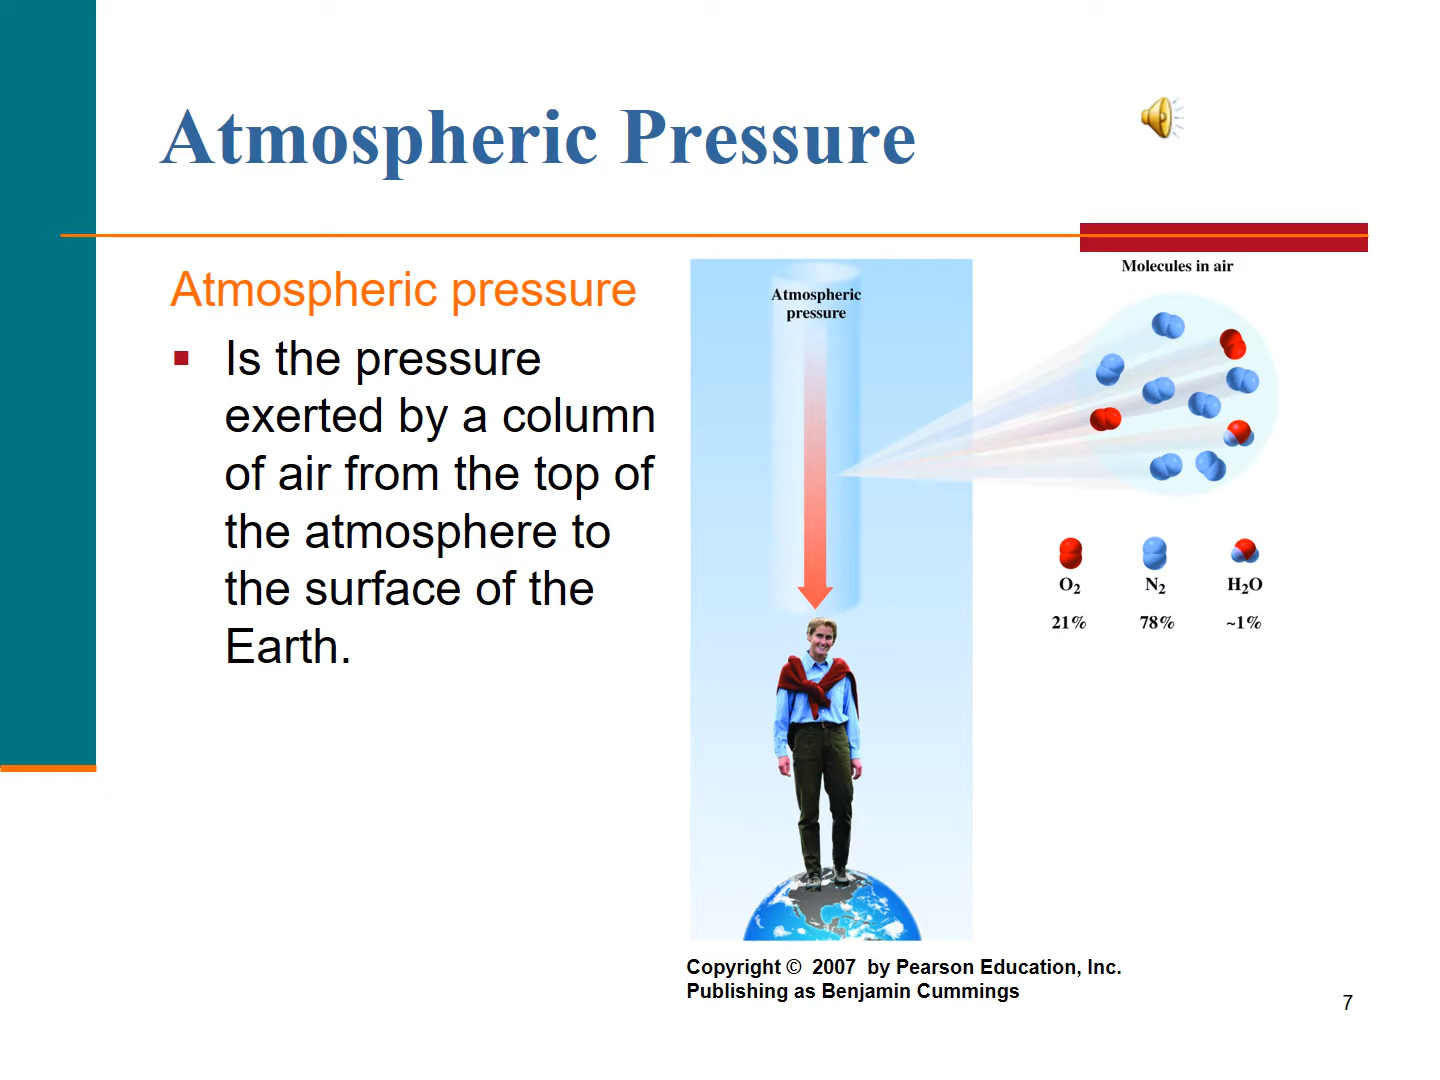 Atmospheric Pressure
Atmospheric pressure
Is the pressure
exerted by a column
of air from the top of
the atmosphere to
the surface of the
Earth.
Atmospheric
pressure
Molecules in air
O₂ N₂ H₂O
21% 78% ~1%
Copyright © 2007 by Pearson Education, Inc.
Publishing as Benjamin Cummings
7